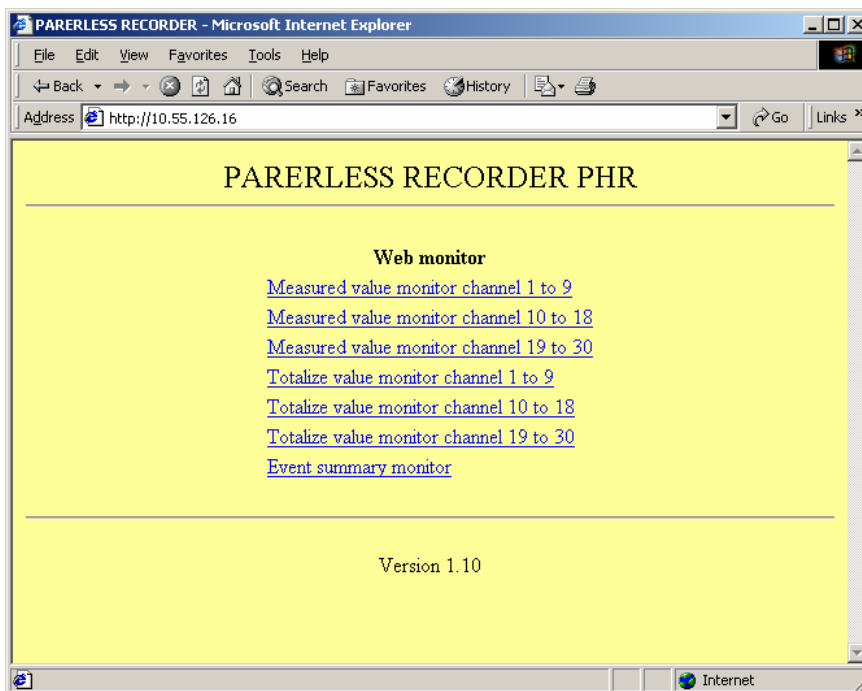 PARERLESS RECORDER - Microsoft Internet Explorer
File Edit View Favorites Tools Help
Back Search Favorites History
Address http://10.55.126.16 Go Links »
PARERLESS RECORDER PHR
Web monitor
Measured value monitor channel 1 to 9
Measured value monitor channel 10 to 18
Measured value monitor channel 19 to 30
Totalize value monitor channel 1 to 9
Totalize value monitor channel 10 to 18
Totalize value monitor channel 19 to 30
Event summary monitor
Version 1.10
Internet